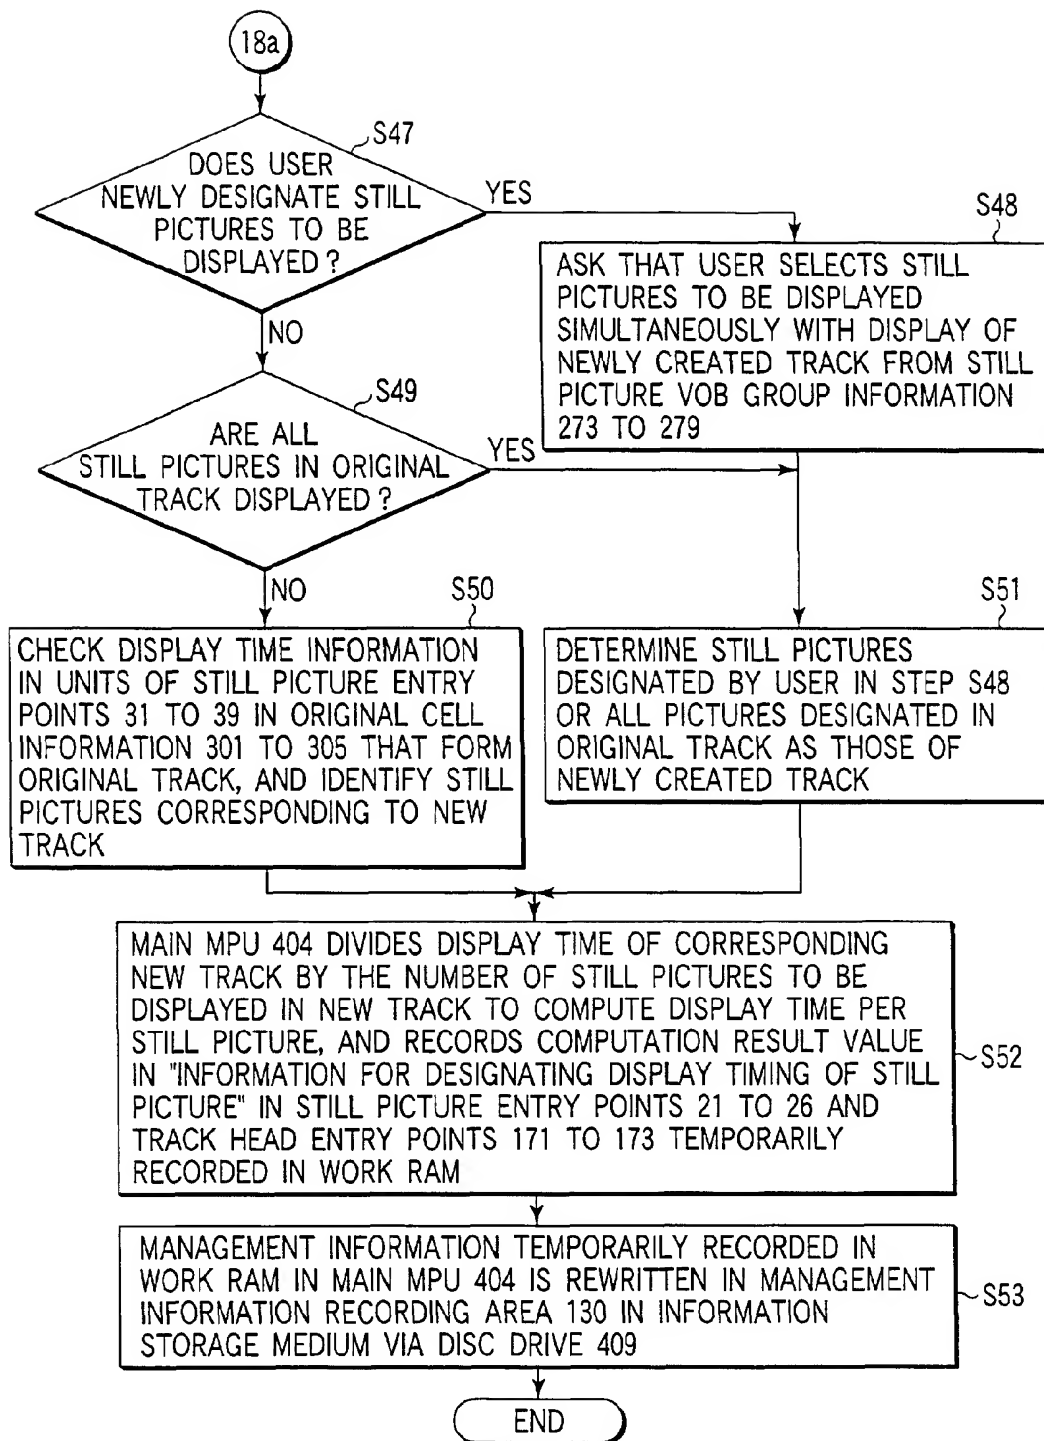 18a
S47
DOES USER
NEWLY DESIGNATE STILL
PICTURES TO BE
DISPLAYED?
YES
NO
S48
ASK THAT USER SELECTS STILL
PICTURES TO BE DISPLAYED
SIMULTANEOUSLY WITH DISPLAY OF
NEWLY CREATED TRACK FROM STILL
PICTURE VOB GROUP INFORMATION
273 TO 279
S49
ARE ALL
STILL PICTURES IN ORIGINAL
TRACK DISPLAYED?
YES
NO
S50
CHECK DISPLAY TIME INFORMATION
IN UNITS OF STILL PICTURE ENTRY
POINTS 31 TO 39 IN ORIGINAL CELL
INFORMATION 301 TO 305 THAT FORM
ORIGINAL TRACK, AND IDENTIFY STILL
PICTURES CORRESPONDING TO NEW
TRACK
S51
DETERMINE STILL PICTURES
DESIGNATED BY USER IN STEP S48
OR ALL PICTURES DESIGNATED IN
ORIGINAL TRACK AS THOSE OF
NEWLY CREATED TRACK
MAIN MPU 404 DIVIDES DISPLAY TIME OF CORRESPONDING
NEW TRACK BY THE NUMBER OF STILL PICTURES TO BE
DISPLAYED IN NEW TRACK TO COMPUTE DISPLAY TIME PER
STILL PICTURE, AND RECORDS COMPUTATION RESULT VALUE
IN "INFORMATION FOR DESIGNATING DISPLAY TIMING OF STILL
PICTURE" IN STILL PICTURE ENTRY POINTS 21 TO 26 AND
TRACK HEAD ENTRY POINTS 171 TO 173 TEMPORARILY
RECORDED IN WORK RAM
S52
MANAGEMENT INFORMATION TEMPORARILY RECORDED IN
WORK RAM IN MAIN MPU 404 IS REWRITTEN IN MANAGEMENT
INFORMATION RECORDING AREA 130 IN INFORMATION
STORAGE MEDIUM VIA DISC DRIVE 409
S53
END